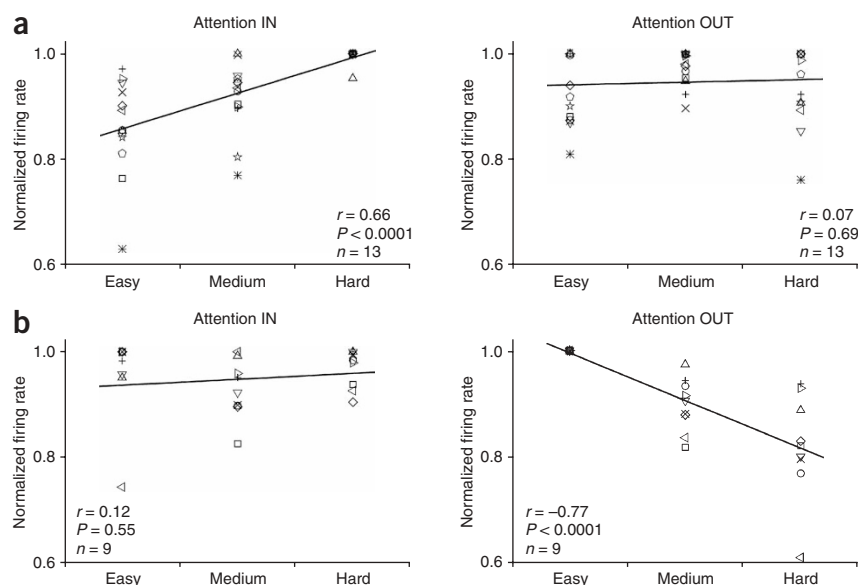 a
Attention IN
Attention OUT
Normalized firing rate
1.0
0.8
0.6
r = 0.66
P < 0.0001
n = 13
Easy Medium Hard
Normalized firing rate
1.0
0.8
0.6
r = 0.07
P = 0.69
n = 13
Easy Medium Hard
b
Attention IN
Attention OUT
Normalized firing rate
1.0
0.8
0.6
r = 0.12
P = 0.55
n = 9
Easy Medium Hard
Normalized firing rate
1.0
0.8
0.6
r = –0.77
P < 0.0001
n = 9
Easy Medium Hard